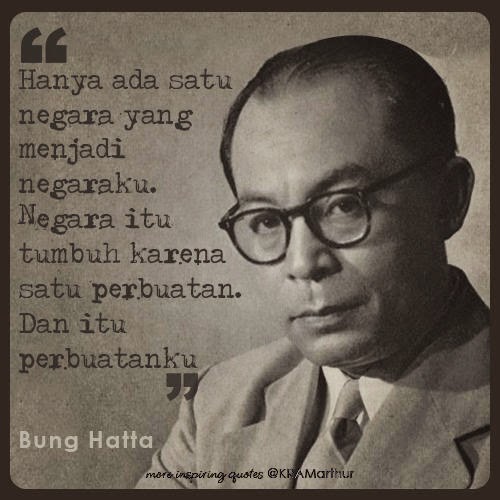 “
Hanya ada satu
negara yang
menjadi
negaraku.
Negara itu
tumbuh karena
satu perbuatan.
Dan itu
perbuatanku
”
Bung Hatta
more inspiring quotes @KRAMarthur